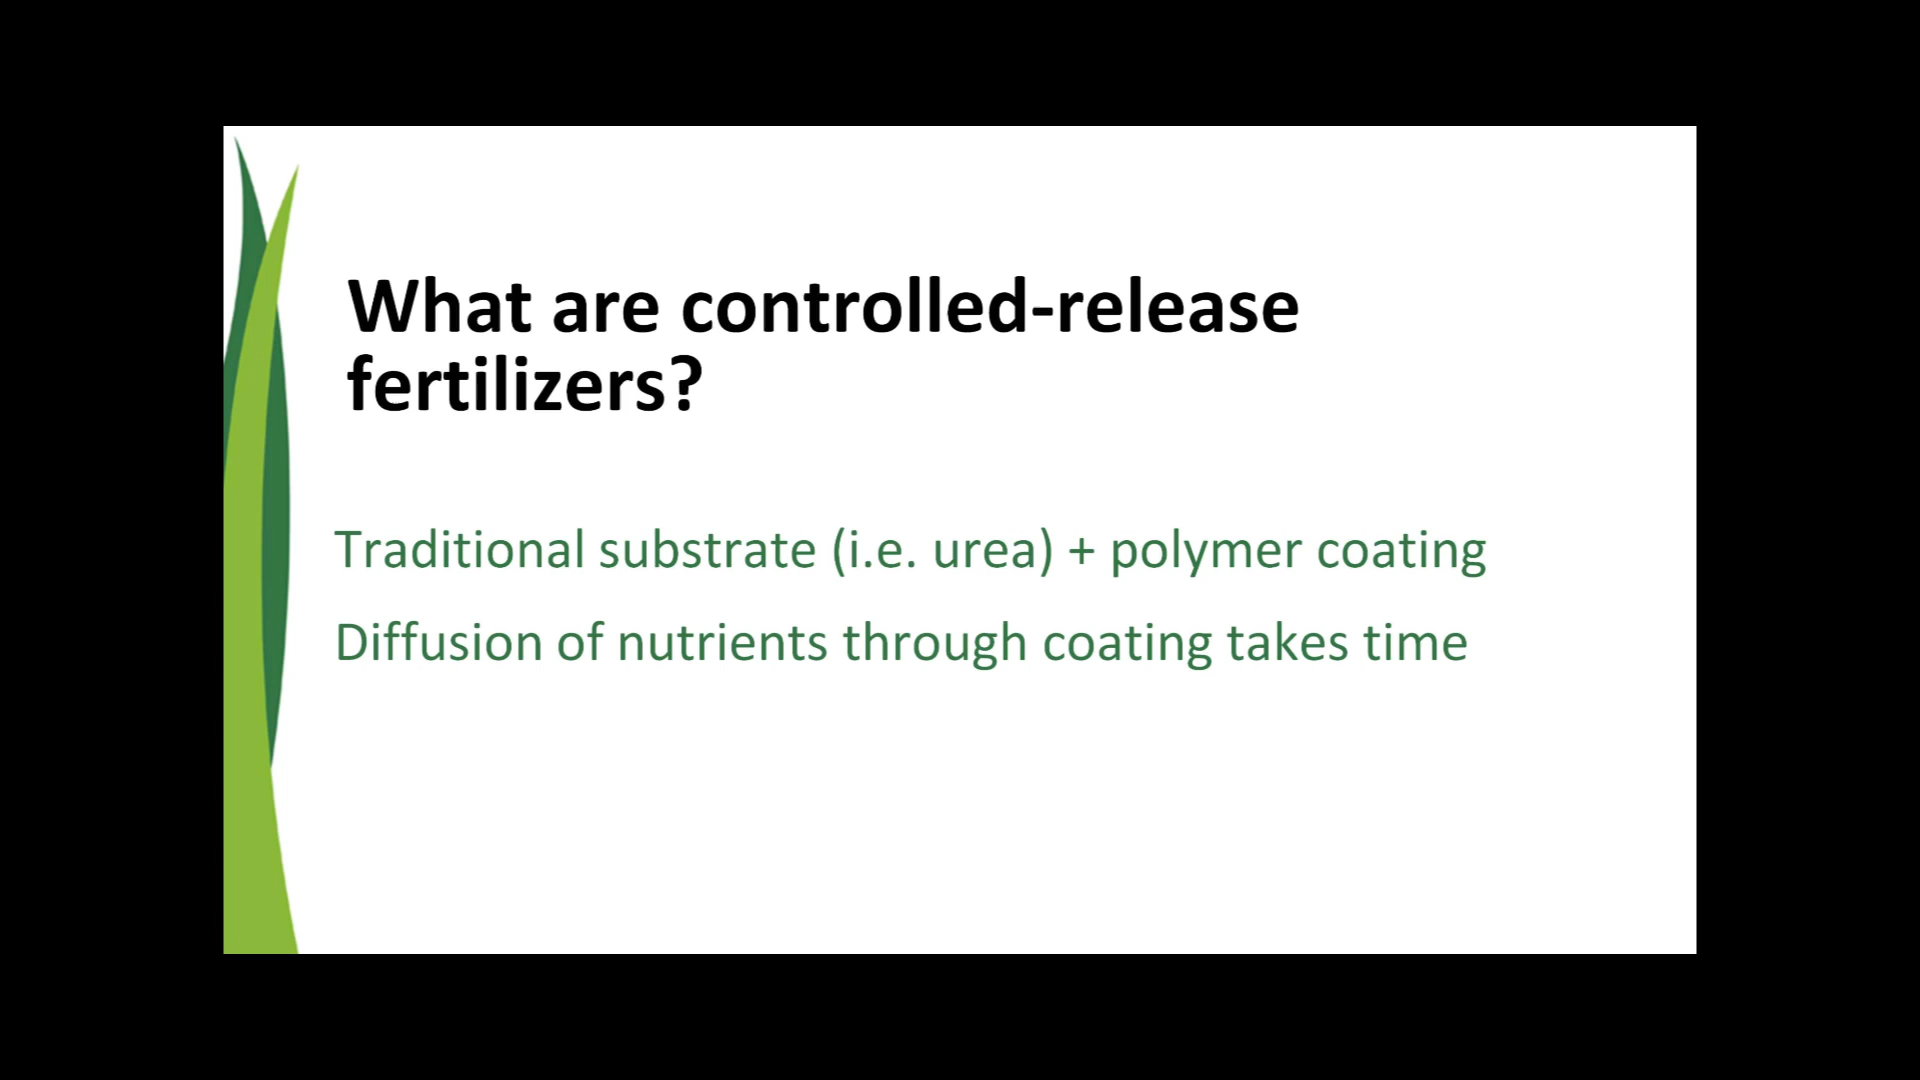 What are controlled-release
fertilizers?
Traditional substrate (i.e. urea) + polymer coating
Diffusion of nutrients through coating takes time